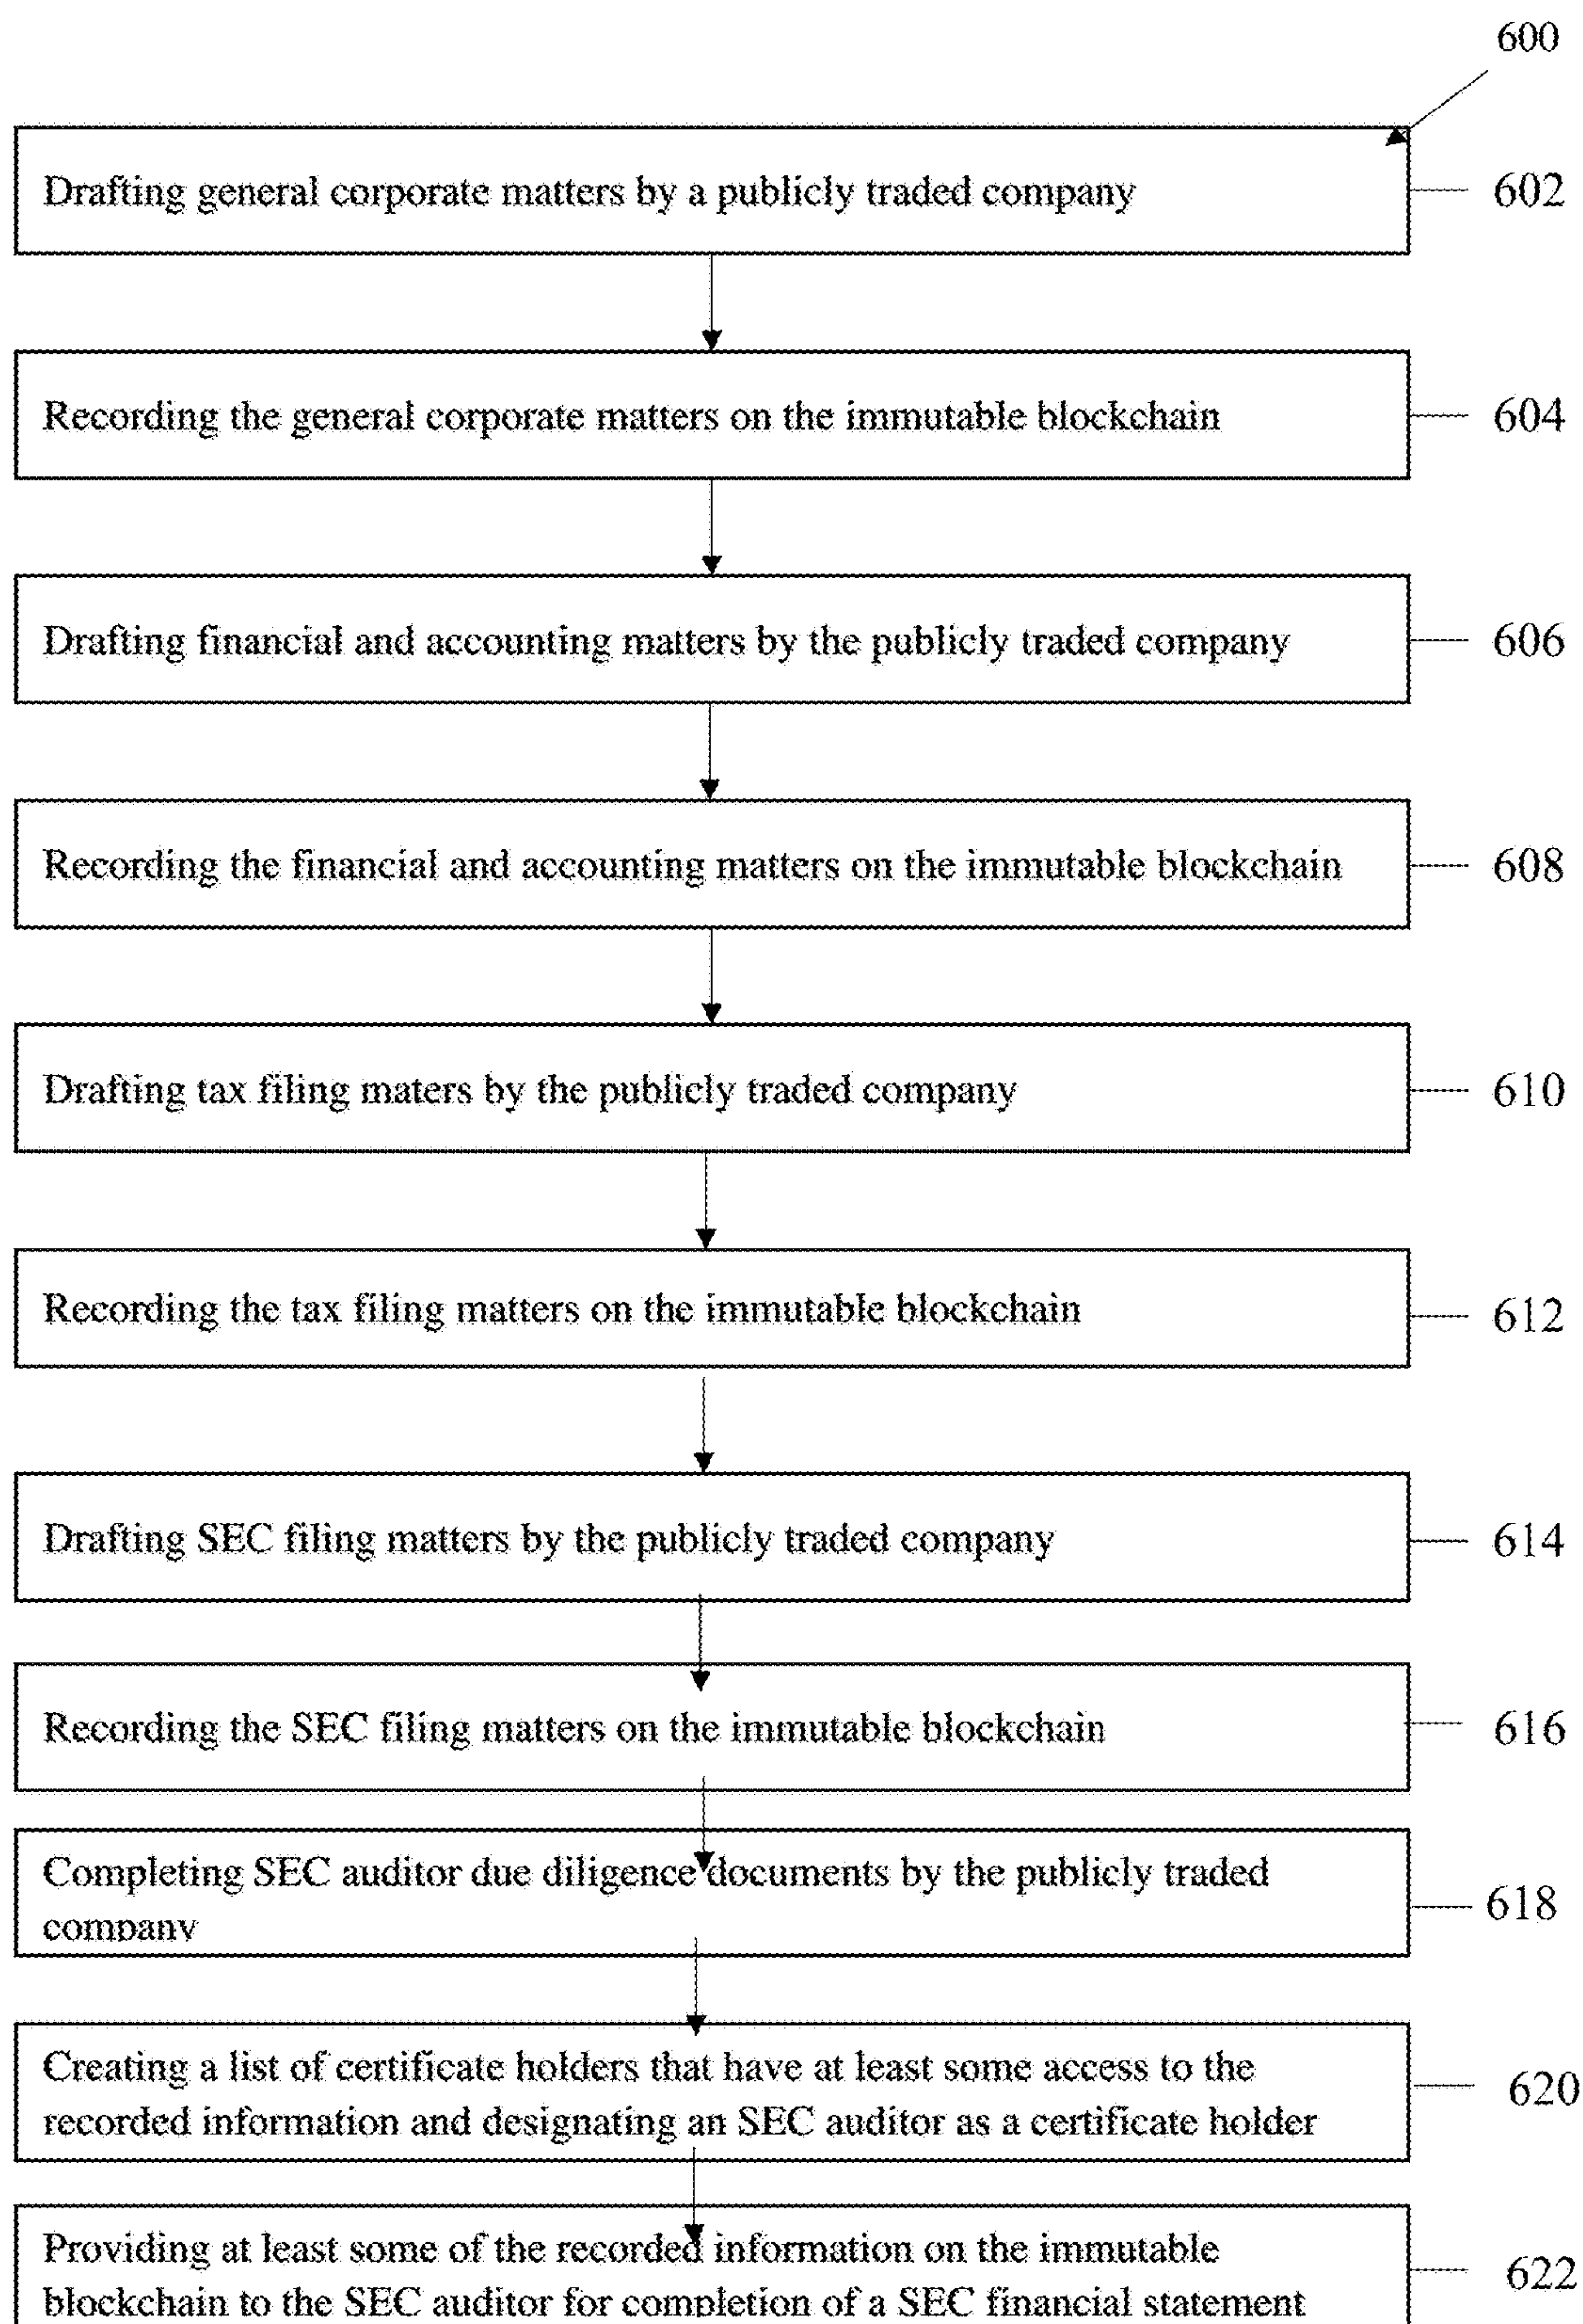 600
Drafting general corporate matters by a publicly traded company
602
Recording the general corporate matters on the immutable blockchain
604
Drafting financial and accounting matters by the publicly traded company
606
Recording the financial and accounting matters on the immutable blockchain
608
Drafting tax filing maters by the publicly traded company
610
Recording the tax filing matters on the immutable blockchain
612
Drafting SEC filing matters by the publicly traded company
614
Recording the SEC filing matters on the immutable blockchain
616
Completing SEC auditor due diligence documents by the publicly traded
company
618
Creating a list of certificate holders that have at least some access to the
recorded information and designating an SEC auditor as a certificate holder
620
Providing at least some of the recorded information on the immutable
blockchain to the SEC auditor for completion of a SEC financial statement
622